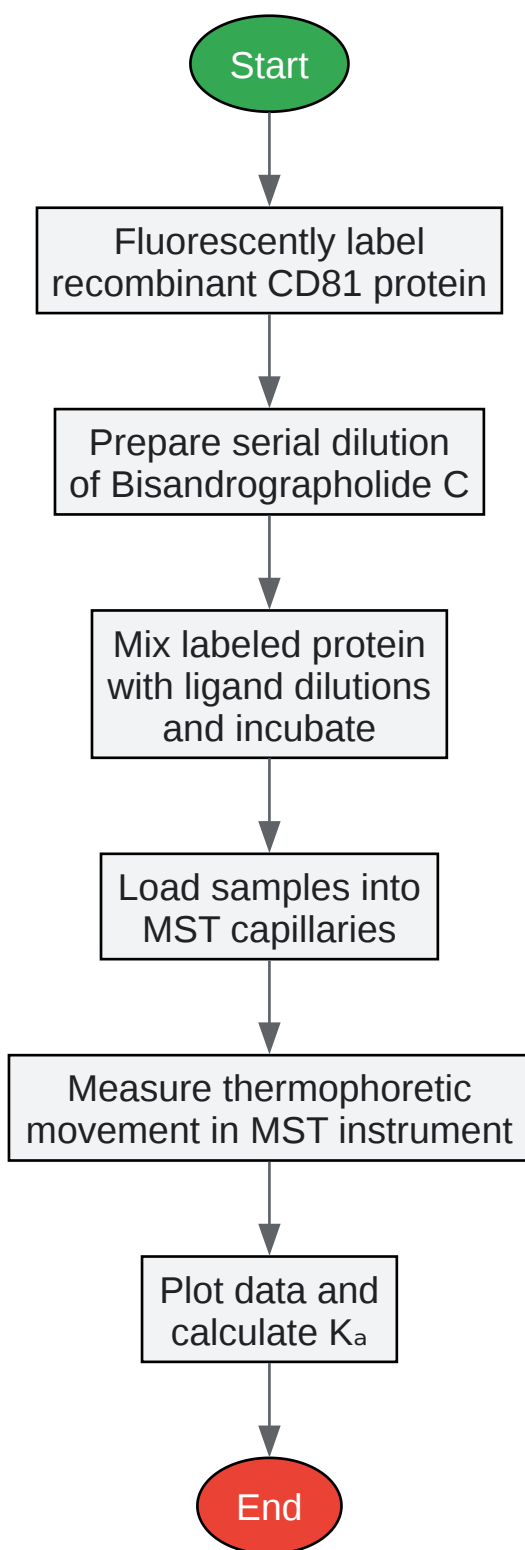 Start
Fluorescently label
recombinant CD81 protein
Prepare serial dilution
of Bisandrographolide C
Mix labeled protein
with ligand dilutions
and incubate
Load samples into
MST capillaries
Measure thermophoretic
movement in MST instrument
Plot data and
calculate Kₐ
End